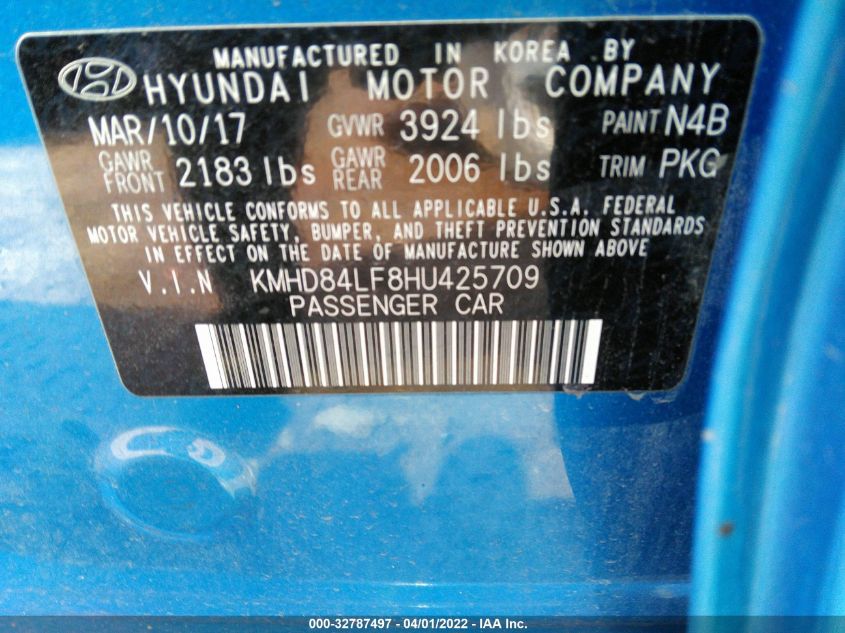 MANUFACTURED IN KOREA BY
HYUNDAI MOTOR COMPANY
MAR/10/17 GVWR 3924 lbs PAINT N4B
GAWR FRONT 2183 lbs GAWR REAR 2006 lbs TRIM PKG
THIS VEHICLE CONFORMS TO ALL APPLICABLE U.S.A. FEDERAL
MOTOR VEHICLE SAFETY, BUMPER, AND THEFT PREVENTION STANDARDS
IN EFFECT ON THE DATE OF MANUFACTURE SHOWN ABOVE
V.I.N KMHD84LF8HU425709
PASSENGER CAR
000-32787497 - 04/01/2022 - IAA Inc.